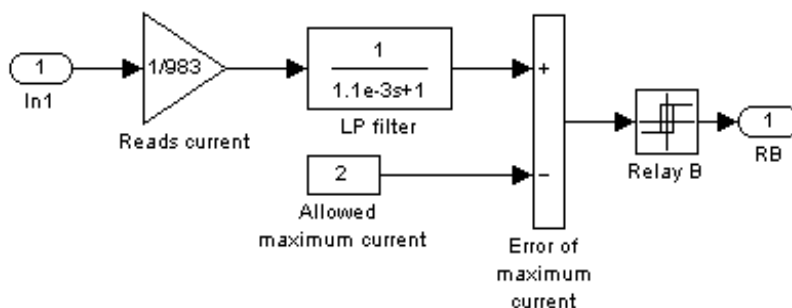 1
In1
1/983
Reads current
1
1.1e-3s+1
LP filter
2
Allowed
maximum current
+
−
Error of
maximum
current
Relay B
1
RB